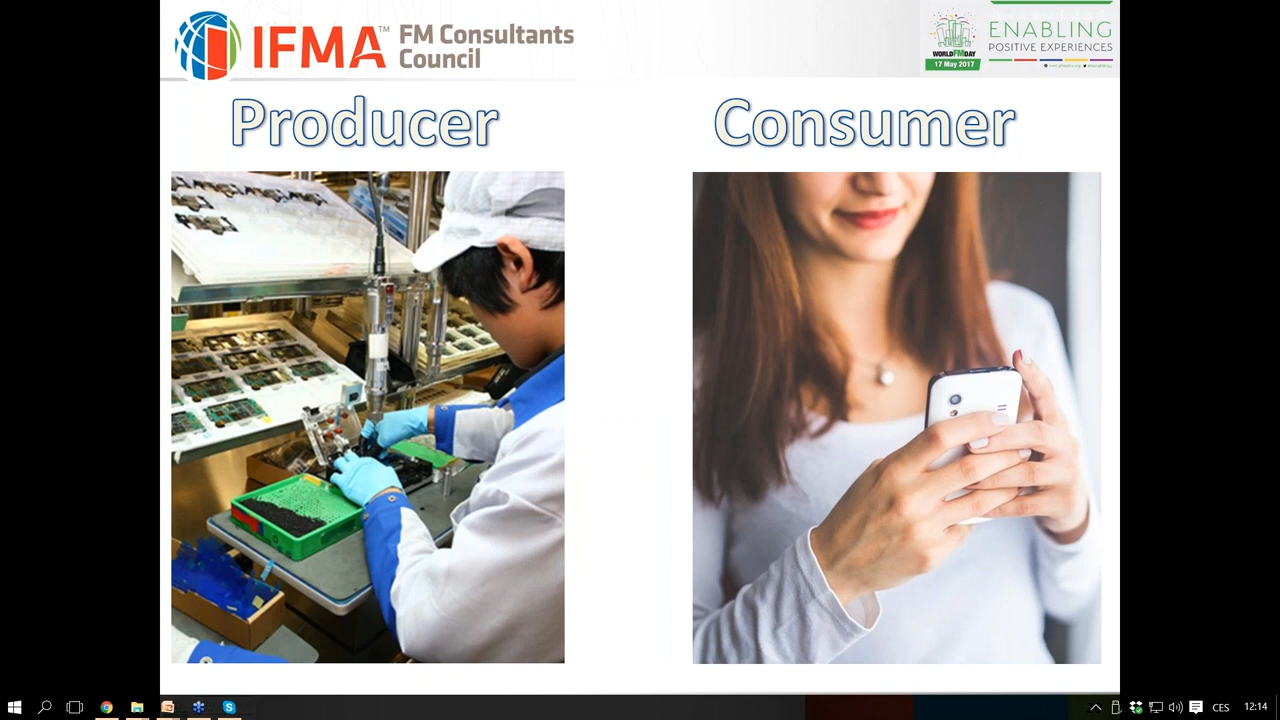 IFMA™ FM Consultants
Council
WORLD FM DAY
17 May 2017
ENABLING
POSITIVE EXPERIENCES
Producer
Consumer
CES
12:14